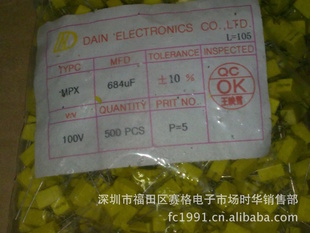 DAIN ELECTRONICS CO.,LTD.
L=105
TYPC MFD TOLERANCE INSPECTED
MPX 684uF ±10% QC OK
W/V QUANTITY PRIT NO
100V 500 PCS P=5
深圳市福田区赛格电子市场时华销售部
fc1991.cn.alibaba.com